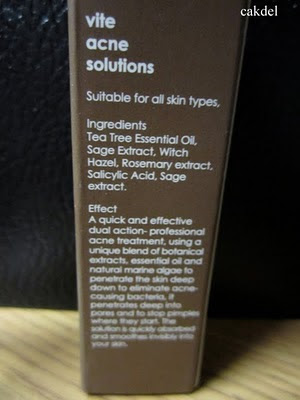 cakdel
vite
acne
solutions
Suitable for all skin types,
Ingredients
Tea Tree Essential Oil,
Sage Extract, Witch
Hazel, Rosemary extract,
Salicylic Acid, Sage
extract.
Effect
A quick and effective
dual action- professional
acne treatment, using a
unique blend of botanical
extracts, essential oil and
natural marine algae to
penetrate the skin deep
down to eliminate acne-
causing bacteria, it
penetrates deep into
pores and to stop pimples
where they start. The
solution is quickly absorbed
and smoothes invisibly into
your skin.